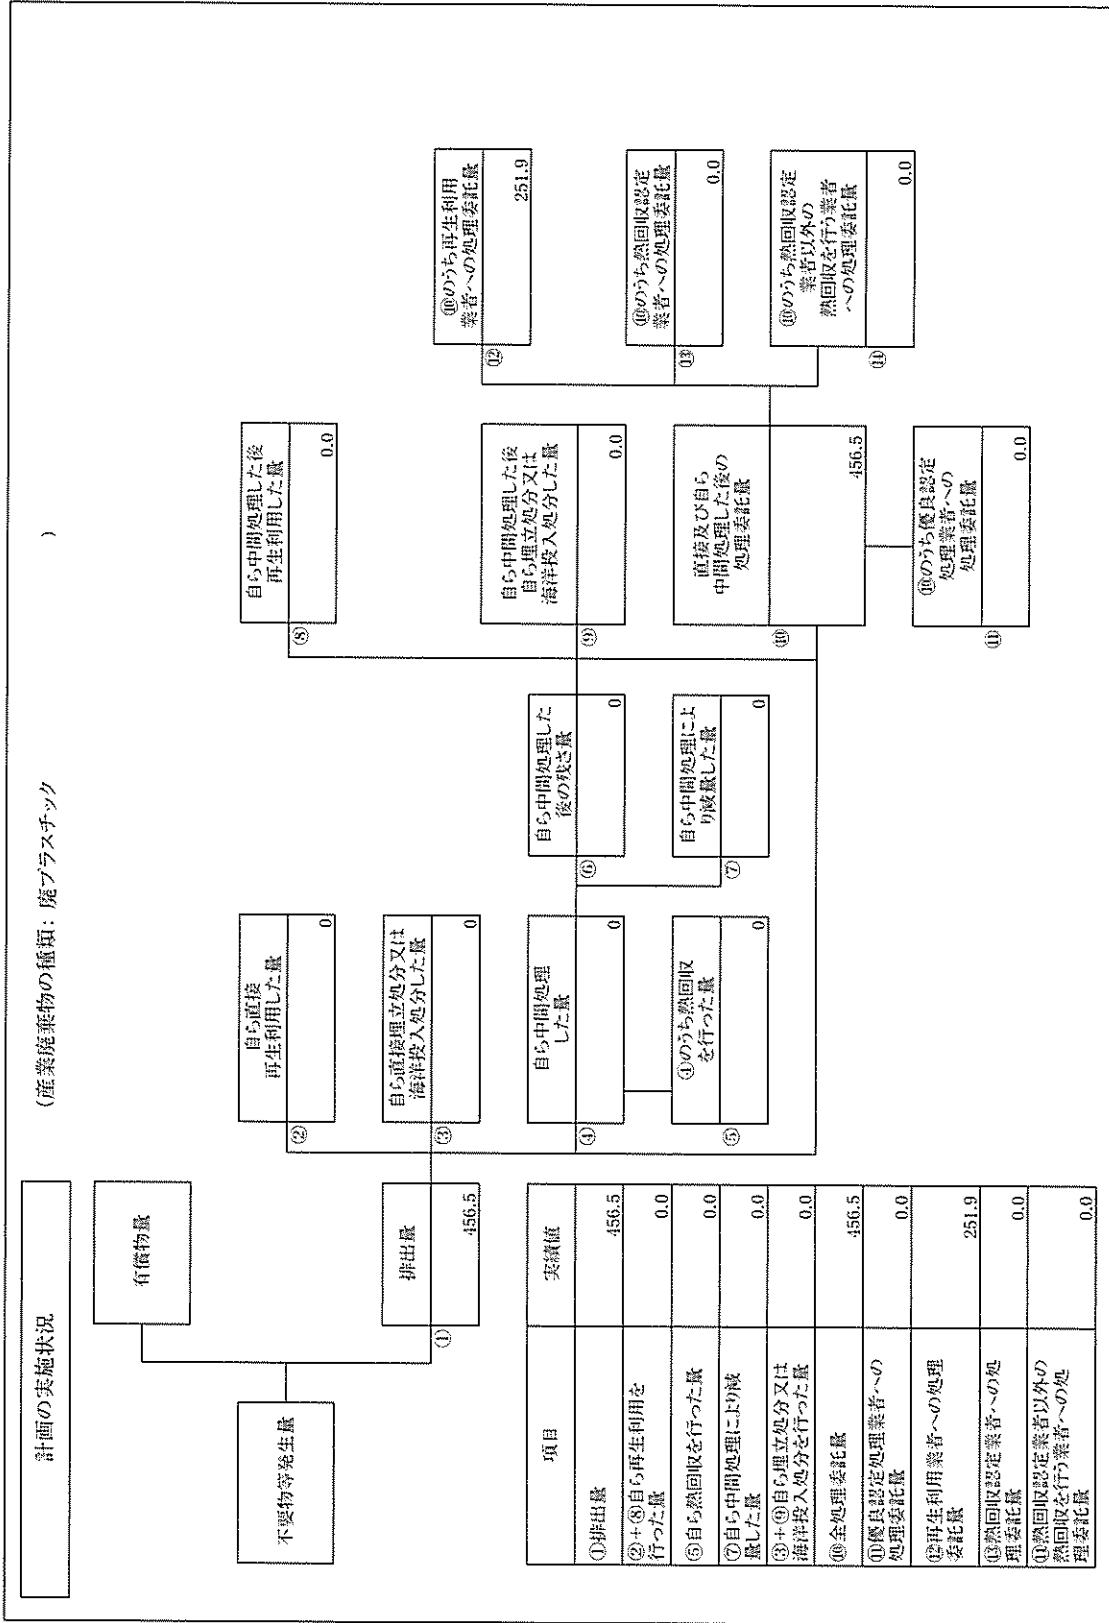 計画の実施状況
(産業廃棄物の種類: 廃プラスチック
)
不要物等発生量
有償物量
①
排出量
456.5
②
自ら直接
再生利用した量
0
③
自ら直接埋立処分又は
海洋投入処分した量
0
④
自ら中間処理
した量
0
⑤
④のうち熱回収
を行った量
0
⑥
自ら中間処理した
後の残さ量
0
⑦
自ら中間処理によ
り減量した量
0
⑧
自ら中間処理した後
再生利用した量
0.0
⑨
自ら中間処理した後
自ら埋立処分又は
海洋投入処分した量
0.0
⑩
直接及び自ら
中間処理した後の
処理委託量
456.5
⑪
⑩のうち優良認定
処理業者への
処理委託量
0.0
⑫
⑩のうち再生利用
業者への処理委託量
251.9
⑬
⑩のうち熱回収認定
業者への処理委託量
0.0
⑭
⑩のうち熱回収認定
業者以外の
熱回収を行う業者
への処理委託量
0.0
項目 実績値
①排出量 456.5
②+⑧自ら再生利用を
行った量 0.0
⑤自ら熱回収を行った量 0.0
⑦自ら中間処理により減
量した量 0.0
③+⑨自ら埋立処分又は
海洋投入処分を行った量 0.0
⑩全処理委託量 456.5
⑪優良認定処理業者への
処理委託量 0.0
⑫再生利用業者への処理
委託量 251.9
⑬熱回収認定業者への処
理委託量 0.0
⑭熱回収認定業者以外の
熱回収を行う業者への処
理委託量 0.0